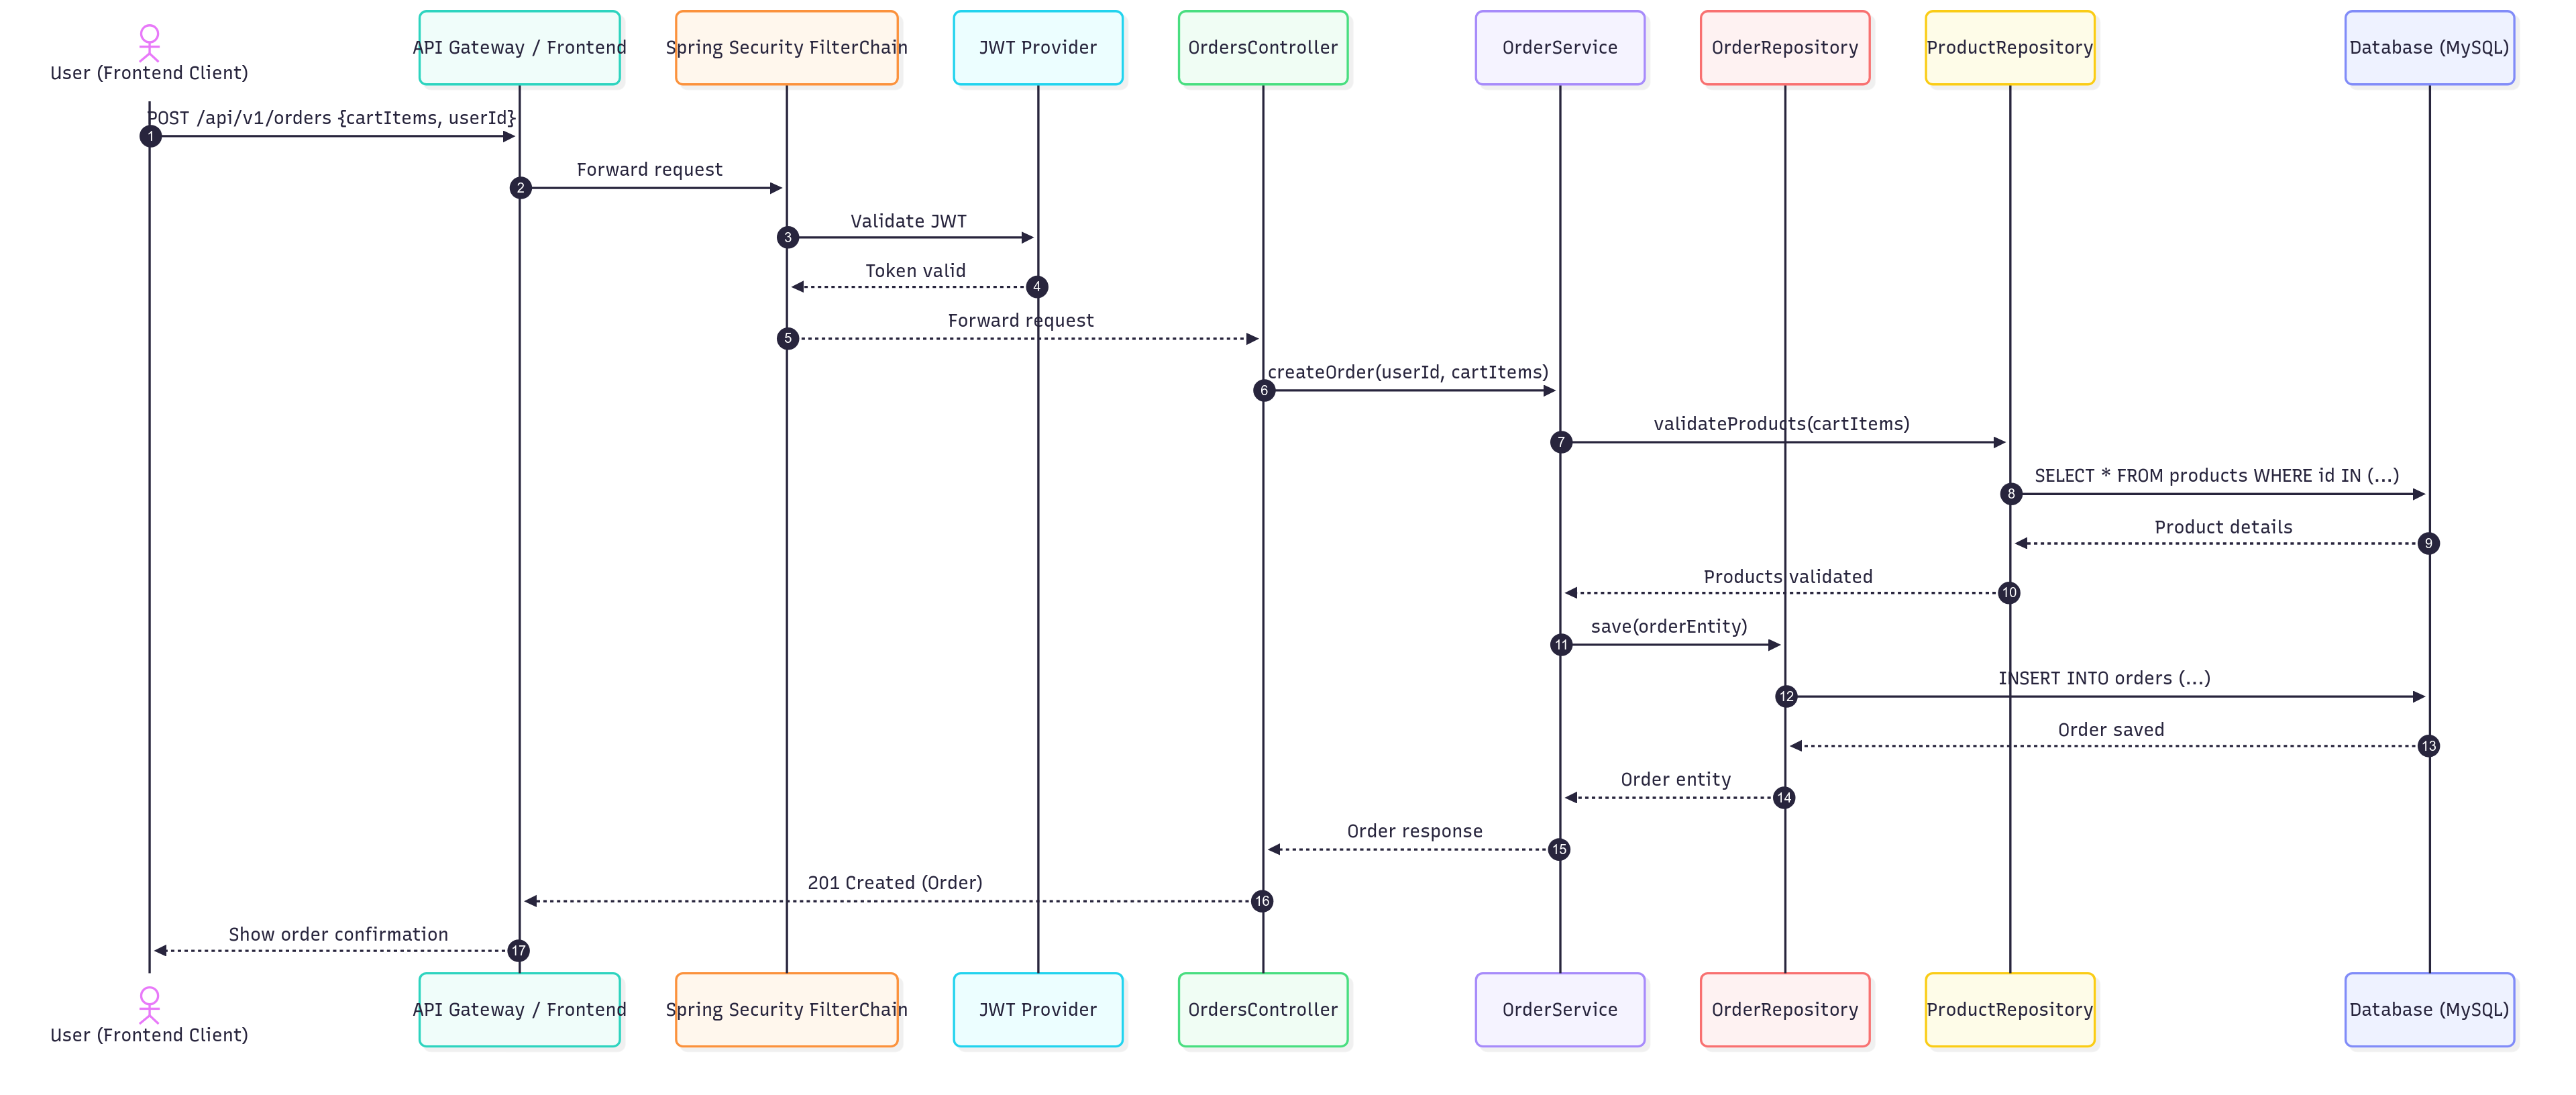 API Gateway / Frontend
Spring Security FilterChain
JWT Provider
OrdersController
OrderService
OrderRepository
ProductRepository
Database (MySQL)
User (Frontend Client)
POST /api/v1/orders {cartItems, userId}
1
Forward request
2
Validate JWT
3
Token valid
4
Forward request
5
createOrder(userId, cartItems)
6
validateProducts(cartItems)
7
SELECT * FROM products WHERE id IN (...)
8
Product details
9
Products validated
10
save(orderEntity)
11
INSERT INTO orders (...)
12
Order saved
13
Order entity
14
Order response
15
201 Created (Order)
16
Show order confirmation
17
API Gateway / Frontend
Spring Security FilterChain
JWT Provider
OrdersController
OrderService
OrderRepository
ProductRepository
Database (MySQL)
User (Frontend Client)